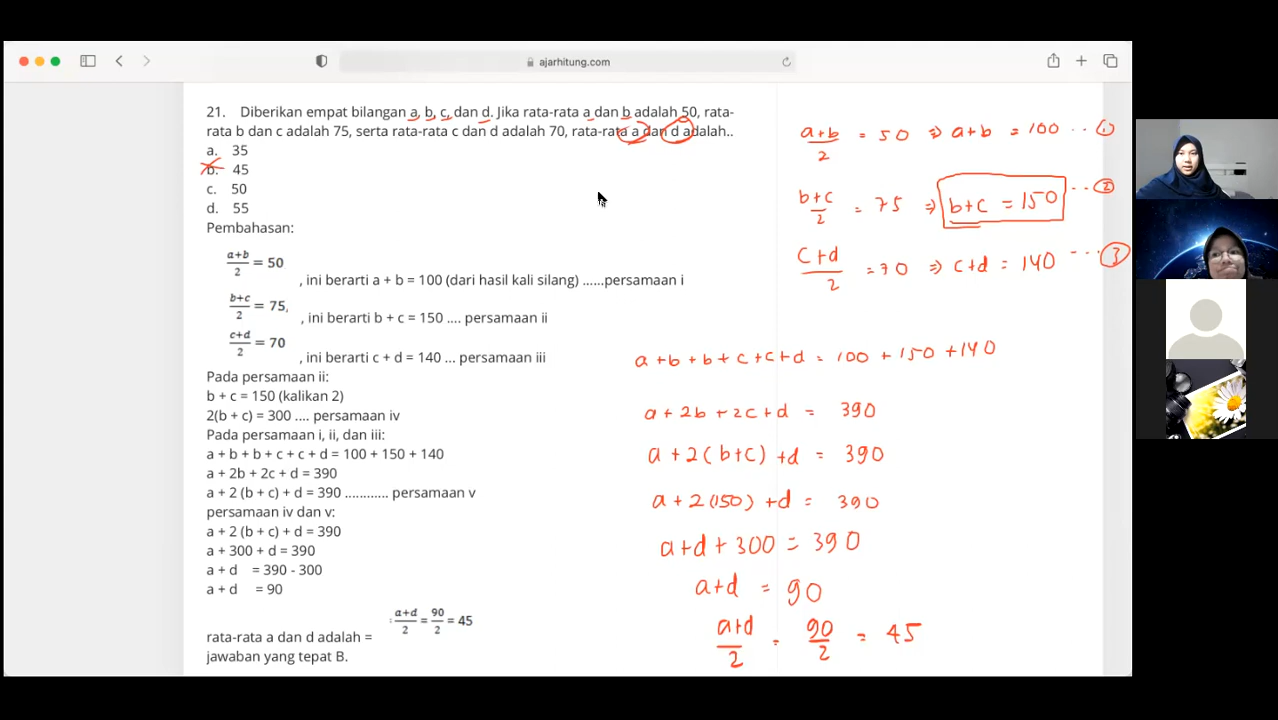 ajarhitung.com
21. Diberikan empat bilangan a, b, c, dan d. Jika rata-rata a dan b adalah 50, rata-
rata b dan c adalah 75, serta rata-rata c dan d adalah 70, rata-rata a dan d adalah..
a. 35
b. 45
c. 50
d. 55
Pembahasan:
a+b/2 = 50
, ini berarti a + b = 100 (dari hasil kali silang) ......persamaan i
b+c/2 = 75,
, ini berarti b + c = 150 .... persamaan ii
c+d/2 = 70
, ini berarti c + d = 140 ... persamaan iii
Pada persamaan ii:
b + c = 150 (kalikan 2)
2(b + c) = 300 .... persamaan iv
Pada persamaan i, ii, dan iii:
a + b + b + c + c + d = 100 + 150 + 140
a + 2b + 2c + d = 390
a + 2 (b + c) + d = 390 ............ persamaan v
persamaan iv dan v:
a + 2 (b + c) + d = 390
a + 300 + d = 390
a + d = 390 - 300
a + d = 90
rata-rata a dan d adalah = : a+d/2 = 90/2 = 45
jawaban yang tepat B.
a+b/2 = 50 ⇒ a+b = 100 ... 1
b+c/2 = 75 ⇒ b+c = 150 ... 2
c+d/2 = 70 ⇒ c+d = 140 ... 3
a+b+b+c+c+d = 100+150+140
a+2b+2c+d = 390
a+2(b+c)+d = 390
a+2(150)+d = 390
a+d+300 = 390
a+d = 90
a+d/2 = 90/2 = 45